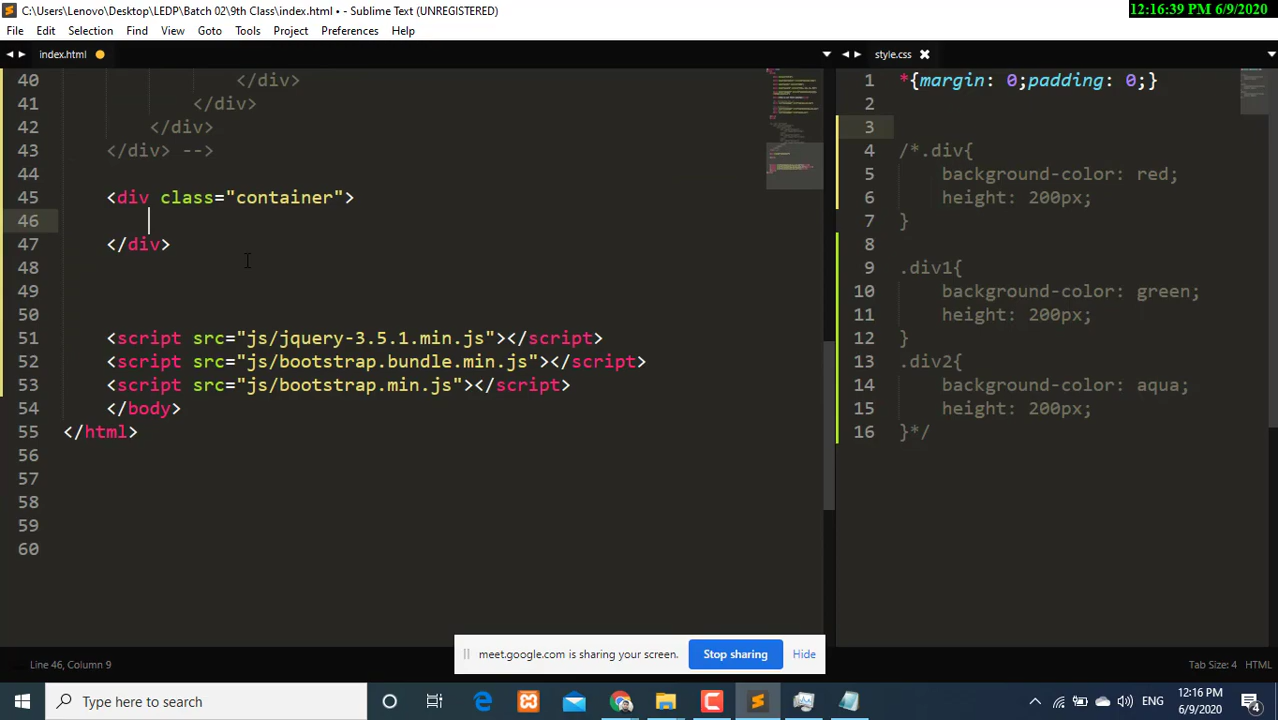 C:\Users\Lenovo\Desktop\LEDP\Batch 02\9th Class\index.html • - Sublime Text (UNREGISTERED)
12:16:39 PM 6/9/2020
File Edit Selection Find View Goto Tools Project Preferences Help
index.html
style.css
40 </div>
41 </div>
42 </div>
43 </div> -->
44
45 <div class="container">
46
47 </div>
48
49
50
51 <script src="js/jquery-3.5.1.min.js"></script>
52 <script src="js/bootstrap.bundle.min.js"></script>
53 <script src="js/bootstrap.min.js"></script>
54 </body>
55 </html>
56
57
58
59
60
1 *{margin: 0;padding: 0;}
2
3
4 /*.div{
5 background-color: red;
6 height: 200px;
7 }
8
9 .div1{
10 background-color: green;
11 height: 200px;
12 }
13 .div2{
14 background-color: aqua;
15 height: 200px;
16 }*/
meet.google.com is sharing your screen. Stop sharing Hide
Line 46, Column 9
Tab Size: 4 HTML
Type here to search
ENG
12:16 PM
6/9/2020
4